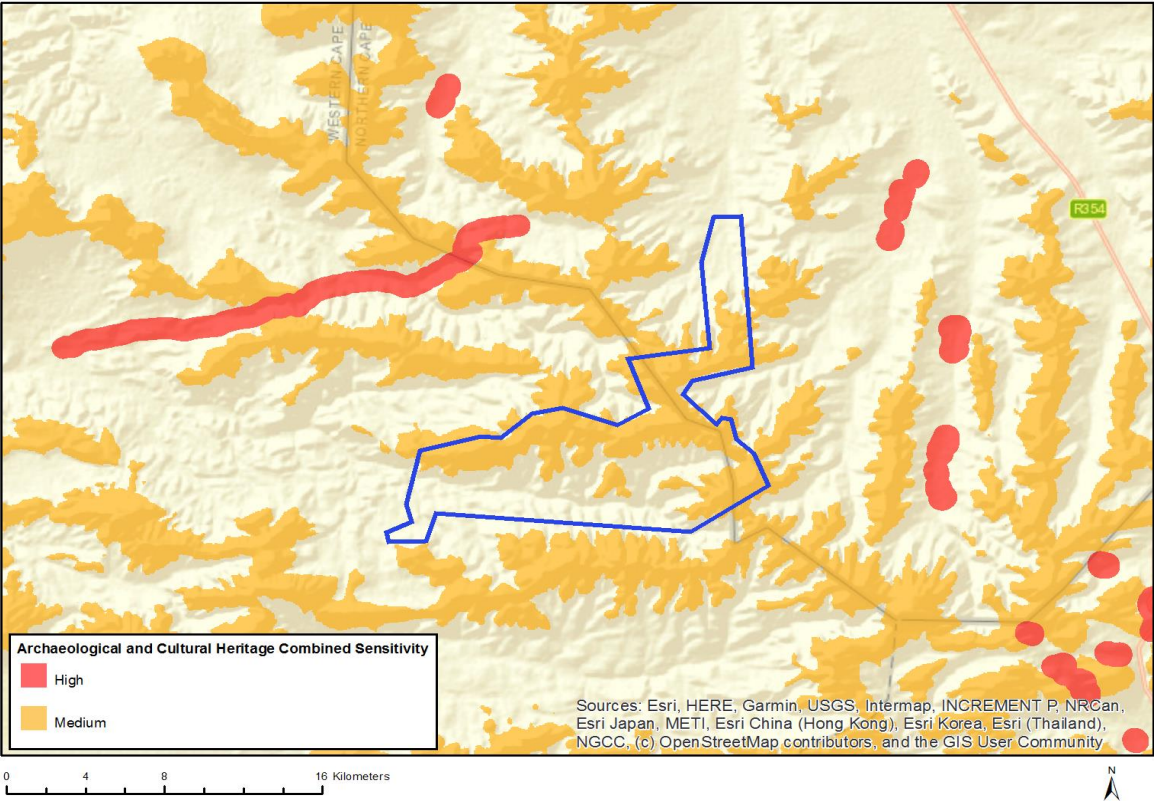 WESTERN CAPE
NORTHERN CAPE
R354
Archaeological and Cultural Heritage Combined Sensitivity
High
Medium
Sources: Esri, HERE, Garmin, USGS, Intermap, INCREMENT P, NRCan,
Esri Japan, METI, Esri China (Hong Kong), Esri Korea, Esri (Thailand),
NGCC, (c) OpenStreetMap contributors, and the GIS User Community
0 4 8 16 Kilometers
N